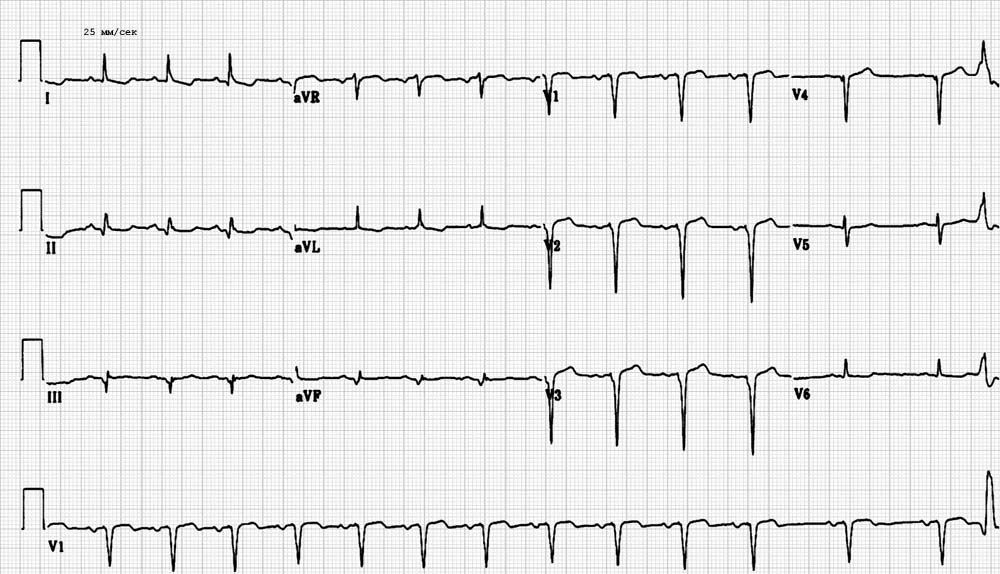 25 мм/сек
I aVR V1 V4
II aVL V2 V5
III aVF V3 V6
V1